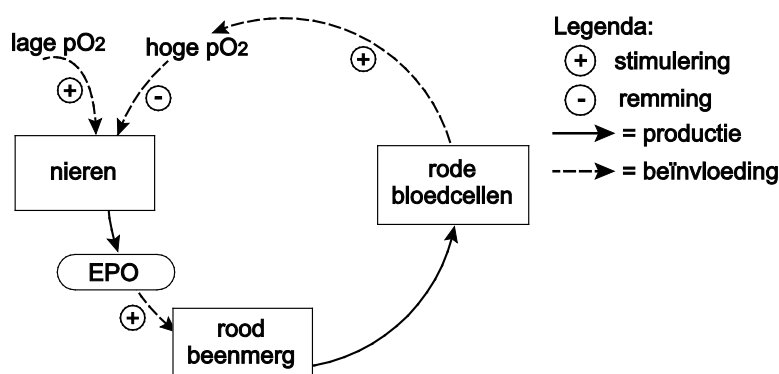 lage pO2
hoge pO2
+
-
+
nieren
EPO
+
rood
beenmerg
rode
bloedcellen
Legenda:
+ stimulering
- remming
= productie
= beïnvloeding